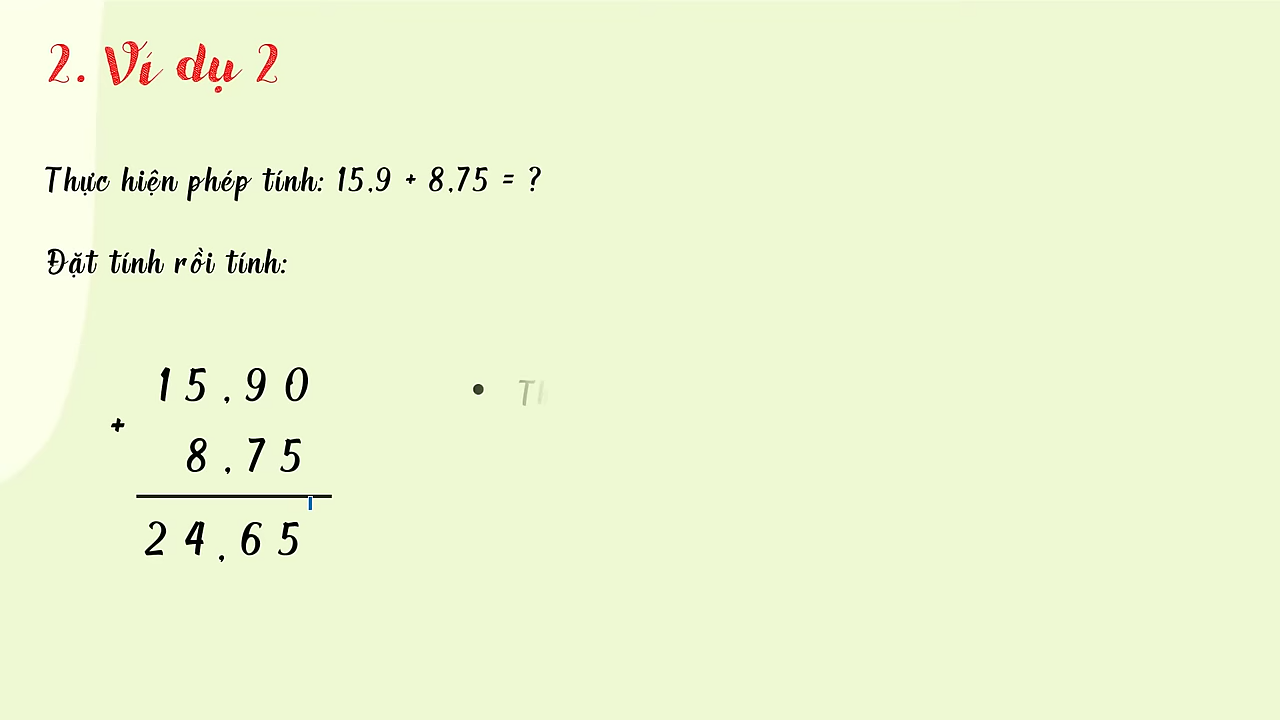 2. Ví dụ 2
Thực hiện phép tính: 15,9 + 8,75 = ?
Đặt tính rồi tính:
15,90
+
8,75
24,65